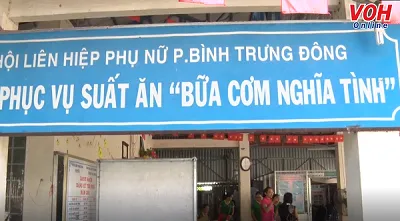 VOH
Online
HỘI LIÊN HIỆP PHỤ NỮ P.BÌNH TRƯNG ĐÔNG
PHỤC VỤ SUẤT ĂN “BỮA CƠM NGHĨA TÌNH”